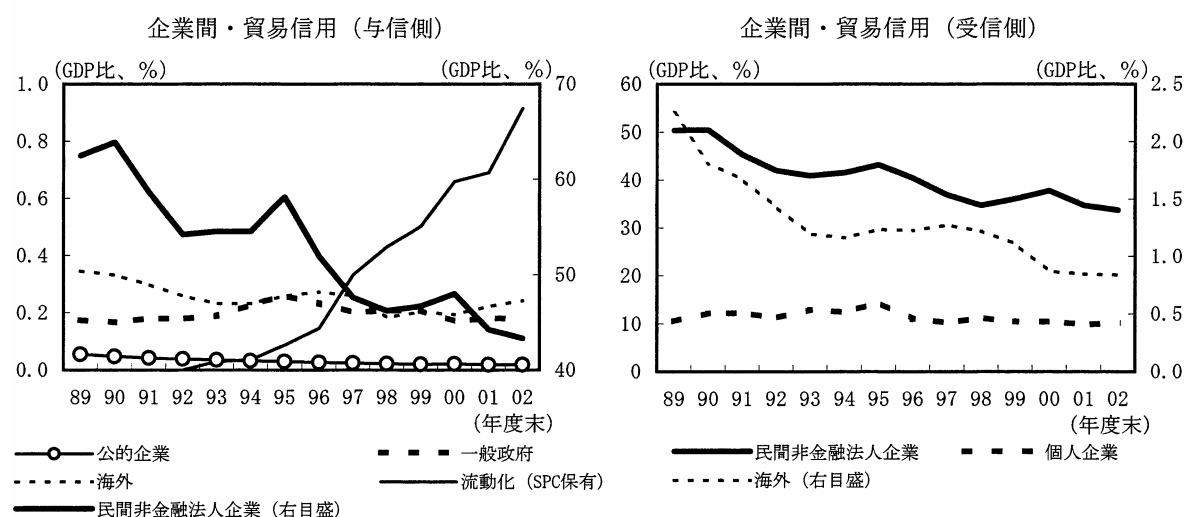 企業間・貿易信用（与信側）
(GDP比、%)
(GDP比、%)
1.0
0.8
0.6
0.4
0.2
0.0
70
60
50
40
89 90 91 92 93 94 95 96 97 98 99 00 01 02
(年度末)
公的企業
一般政府
海外
流動化（SPC保有）
民間非金融法人企業（右目盛）
企業間・貿易信用（受信側）
(GDP比、%)
(GDP比、%)
60
50
40
30
20
10
0
2.5
2.0
1.5
1.0
0.5
0.0
89 90 91 92 93 94 95 96 97 98 99 00 01 02
(年度末)
民間非金融法人企業
個人企業
海外（右目盛）